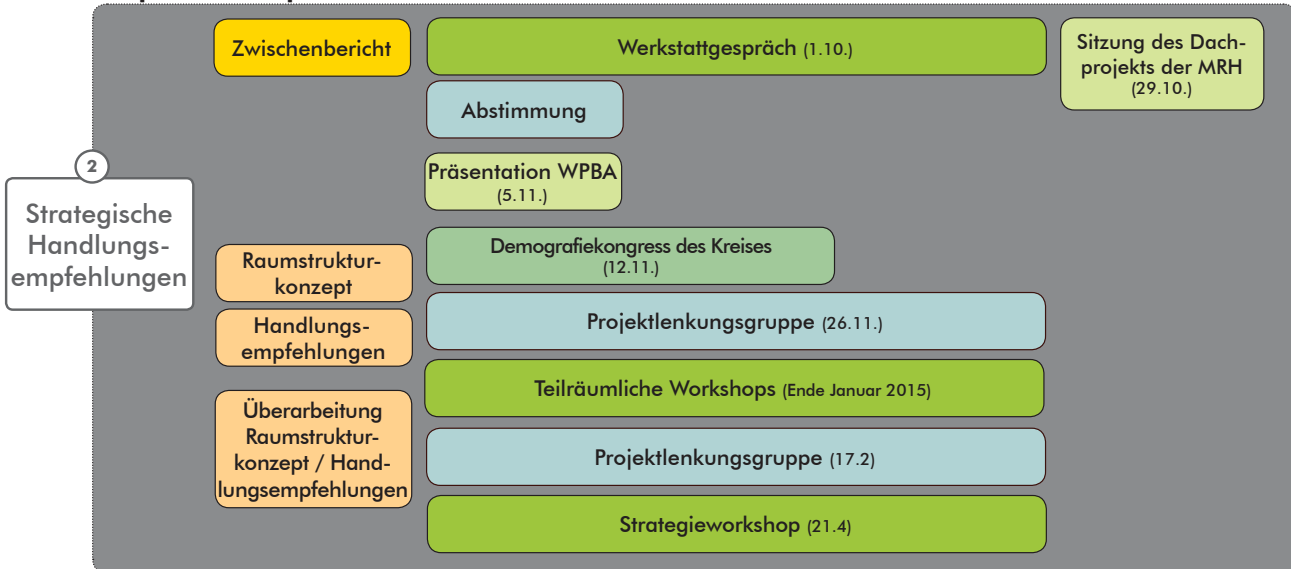 Zwischenbericht
Werkstattgespräch (1.10.)
Sitzung des Dach-
projekts der MRH
(29.10.)
Abstimmung
Präsentation WPBA
(5.11.)
2
Strategische
Handlungs-
empfehlungen
Demografiekongress des Kreises
(12.11.)
Raumstruktur-
konzept
Projektlenkungsgruppe (26.11.)
Handlungs-
empfehlungen
Teilräumliche Workshops (Ende Januar 2015)
Überarbeitung
Raumstruktur-
konzept / Hand-
lungsempfehlungen
Projektlenkungsgruppe (17.2)
Strategieworkshop (21.4)